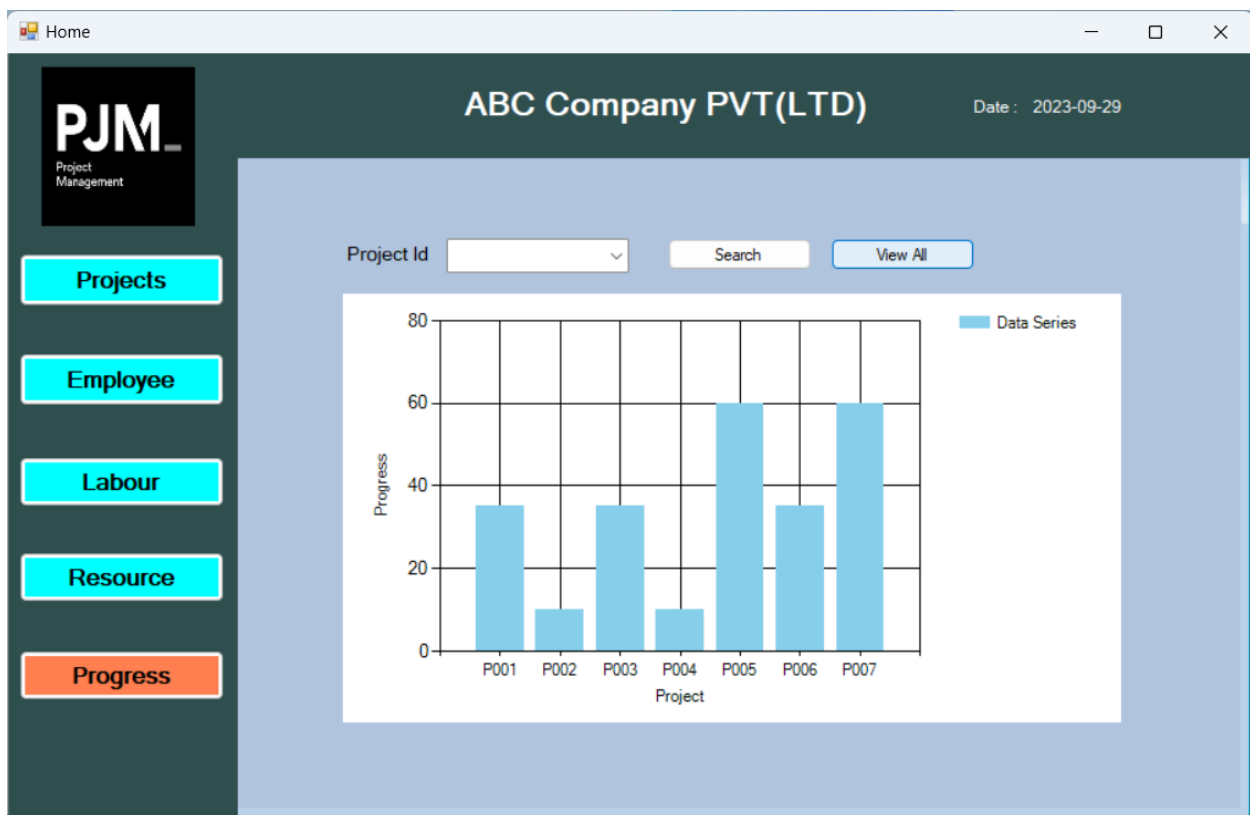 Home
PJM_
Project
Management
ABC Company PVT(LTD)
Date : 2023-09-29
Projects
Employee
Labour
Resource
Progress
Project Id
Search
View All
80
60
40
20
0
Progress
P001 P002 P003 P004 P005 P006 P007
Project
Data Series